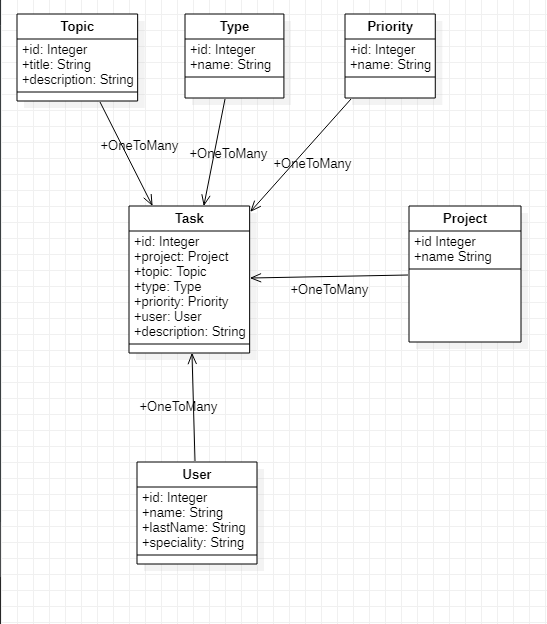 Topic
+id: Integer
+title: String
+description: String
Type
+id: Integer
+name: String
Priority
+id: Integer
+name: String
+OneToMany
+OneToMany
+OneToMany
Task
+id: Integer
+project: Project
+topic: Topic
+type: Type
+priority: Priority
+user: User
+description: String
Project
+id Integer
+name String
+OneToMany
+OneToMany
User
+id: Integer
+name: String
+lastName: String
+speciality: String